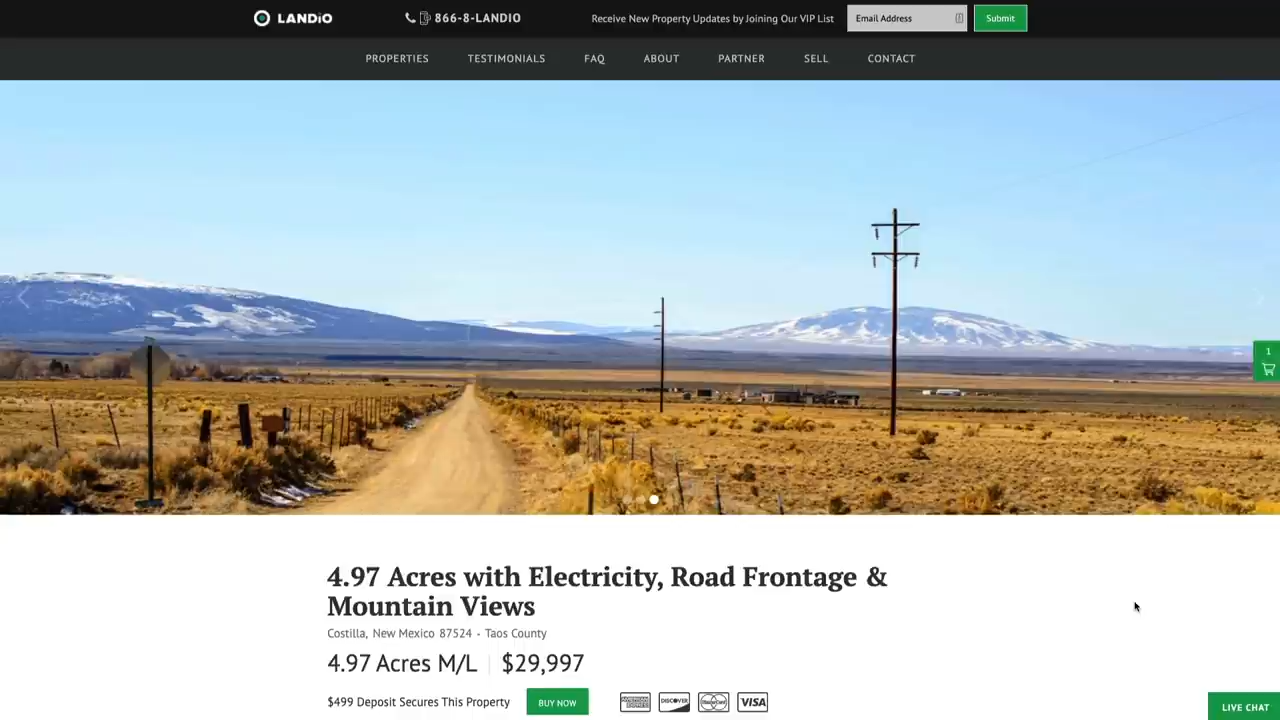 LANDiO
866-8-LANDIO
Receive New Property Updates by Joining Our VIP List
Email Address
Submit
PROPERTIES TESTIMONIALS FAQ ABOUT PARTNER SELL CONTACT
1
4.97 Acres with Electricity, Road Frontage &
Mountain Views
Costilla, New Mexico 87524 - Taos County
4.97 Acres M/L | $29,997
$499 Deposit Secures This Property
BUY NOW
DISCOVER
VISA
LIVE CHAT